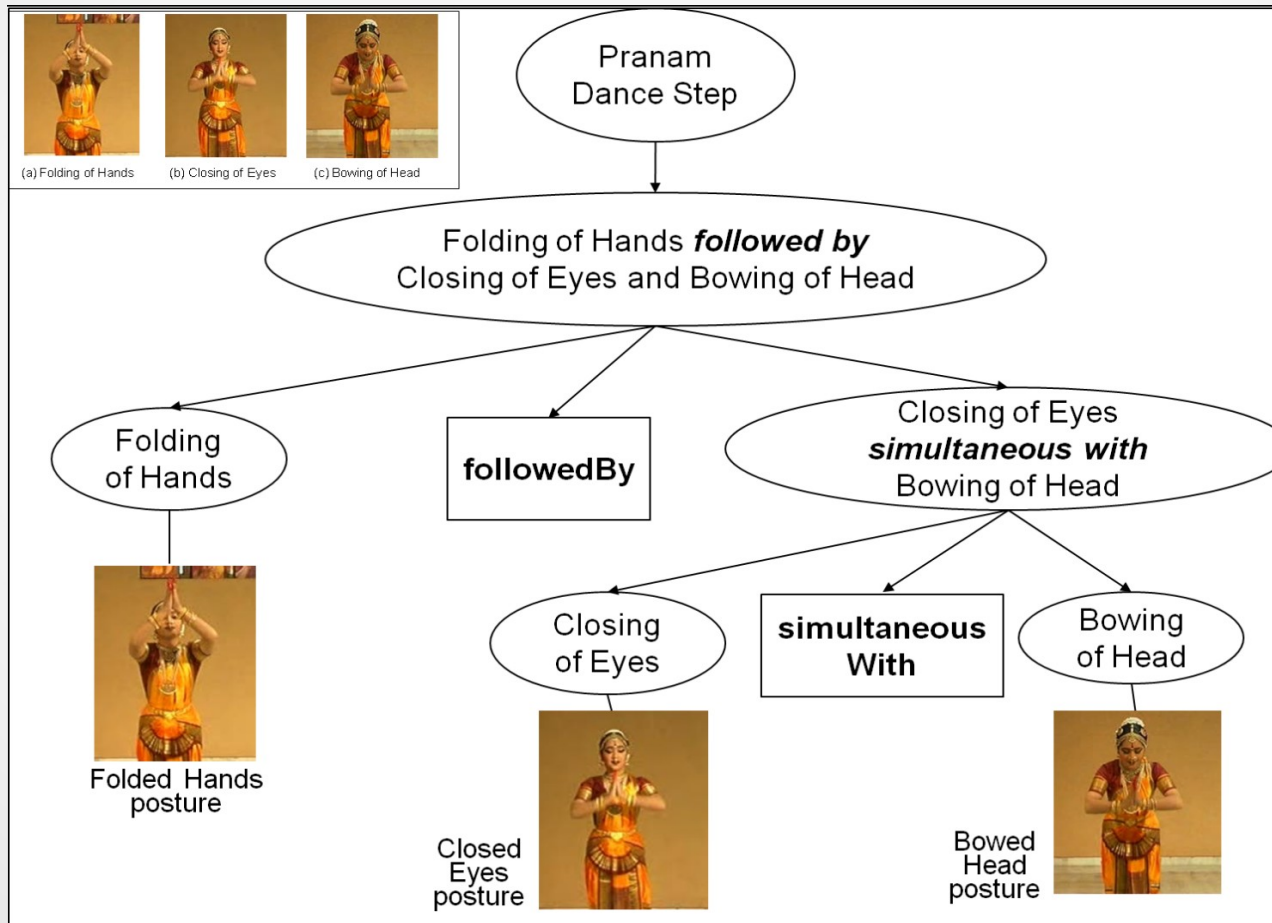 (a) Folding of Hands
(b) Closing of Eyes
(c) Bowing of Head
Pranam
Dance Step
Folding of Hands followed by
Closing of Eyes and Bowing of Head
Folding
of Hands
followedBy
Closing of Eyes
simultaneous with
Bowing of Head
Closing
of Eyes
simultaneous
With
Bowing
of Head
Folded Hands
posture
Closed
Eyes
posture
Bowed
Head
posture